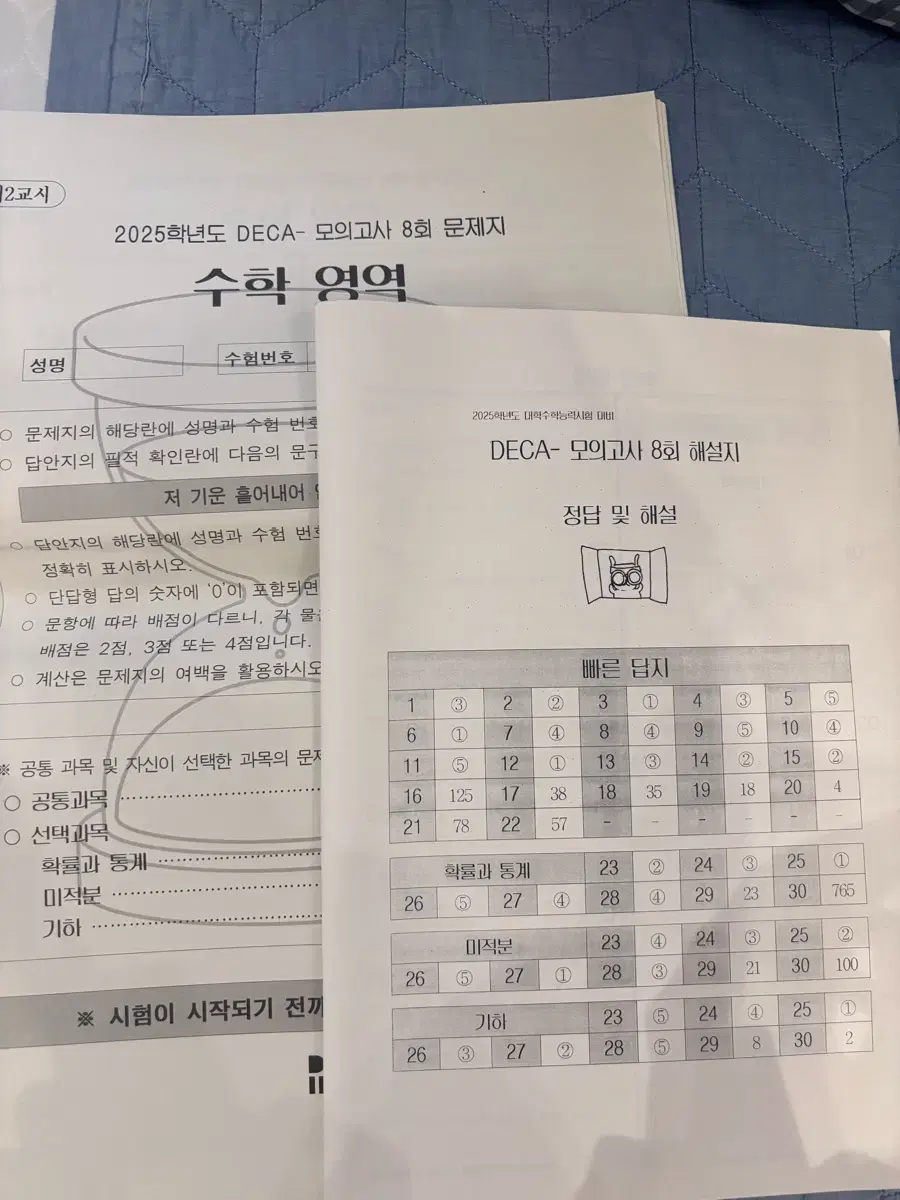 2교시
2025학년도 DECA- 모의고사 8회 문제지
수학 영역
성명
수험번호
○ 문제지의 해당란에 성명과 수험 번호
○ 답안지의 필적 확인란에 다음의 문구
저 기운 흩어내어
○ 답안지의 해당란에 성명과 수험 번호
정확히 표시하시오.
○ 단답형 답의 숫자에 '0'이 포함되면
○ 문항에 따라 배점이 다르니, 각 물
배점은 2점, 3점 또는 4점입니다.
○ 계산은 문제지의 여백을 활용하시오
※ 공통 과목 및 자신이 선택한 과목의 문제
○ 공통과목
○ 선택과목
확률과 통계
미적분
기하
※ 시험이 시작되기 전까
2025학년도 대학수학능력시험 대비
DECA- 모의고사 8회 해설지
정답 및 해설
빠른 답지
1 ③ 2 ② 3 ① 4 ③ 5 ⑤
6 ① 7 ④ 8 ④ 9 ⑤ 10 ④
11 ⑤ 12 ① 13 ③ 14 ② 15 ②
16 125 17 38 18 35 19 18 20 4
21 78 22 57 - - - - - -
확률과 통계 23 ② 24 ③ 25 ①
26 ⑤ 27 ④ 28 ④ 29 23 30 765
미적분 23 ④ 24 ③ 25 ②
26 ⑤ 27 ① 28 ③ 29 21 30 100
기하 23 ⑤ 24 ④ 25 ①
26 ③ 27 ② 28 ⑤ 29 8 30 2